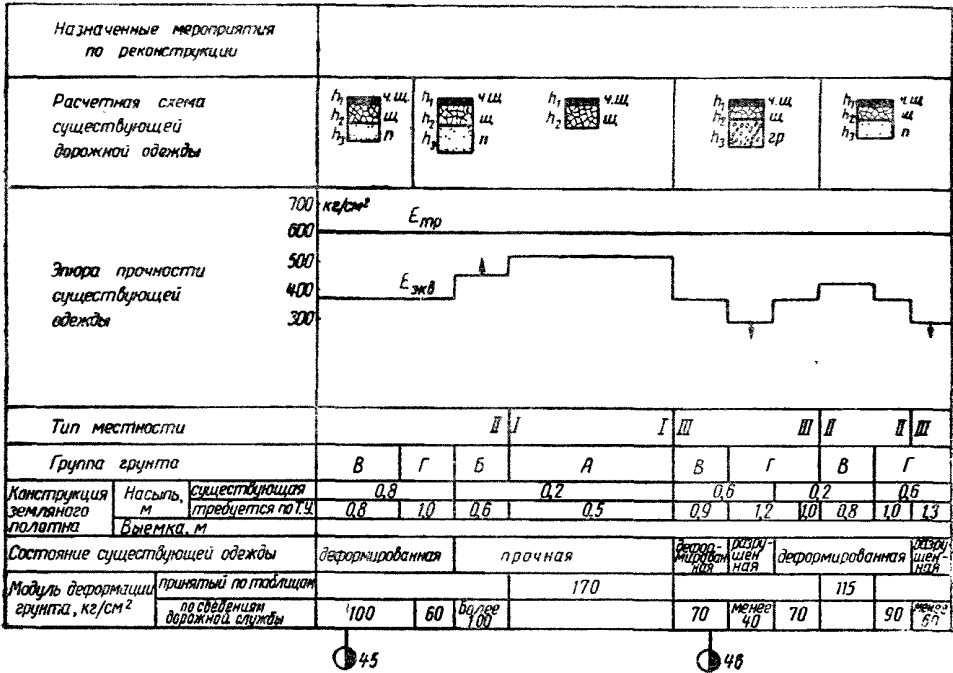 Назначенные мероприятия
по реконструкции
Расчетная схема
существующей
дорожной одежды
h₁ ч.щ.
h₂ щ
h₃ п
h₁ ч.щ.
h₂ щ
h₃ п
h₁ ч.щ.
h₂ щ
h₁ ч.щ.
h₂ щ
h₃ гр
h₁ ч.щ.
h₂ щ
h₃ п
Эпюра прочности
существующей
одежды
700 кг/см²
600
500
400
300
Eтр
Eэкв
Тип местности II I I III III II II III
Группа грунта В Г Б А В Г В Г
Конструкция земляного полотна
Насыпь, м
существующая 0,8 0,2 0,6 0,2 0,6
требуется по Т.У. 0,8 1,0 0,6 0,5 0,9 1,2 1,0 0,8 1,0 1,3
Выемка, м
Состояние существующей одежды деформированная прочная деформированная разрушенная деформированная разрушенная
Модуль деформации грунта, кг/см²
принятый по таблицам 170 115
по сведениям дорожной службы 100 60 более 100 70 менее 40 70 90 менее
45 46